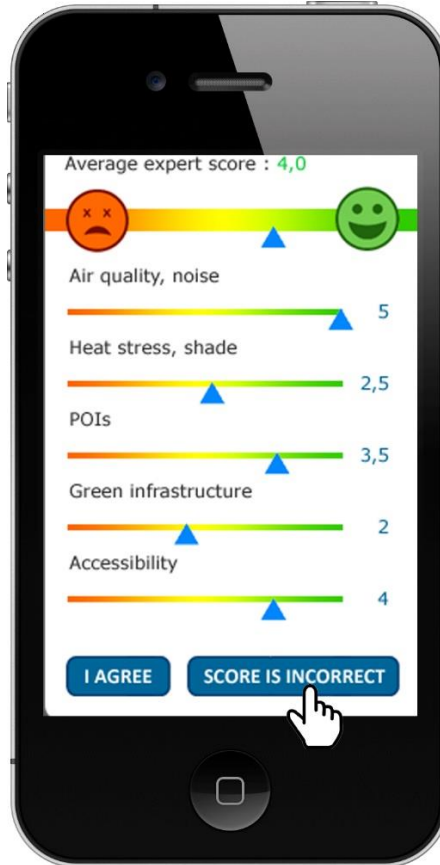 Average expert score : 4,0
Air quality, noise
5
Heat stress, shade
2,5
POIs
3,5
Green infrastructure
2
Accessibility
4
I AGREE
SCORE IS INCORRECT